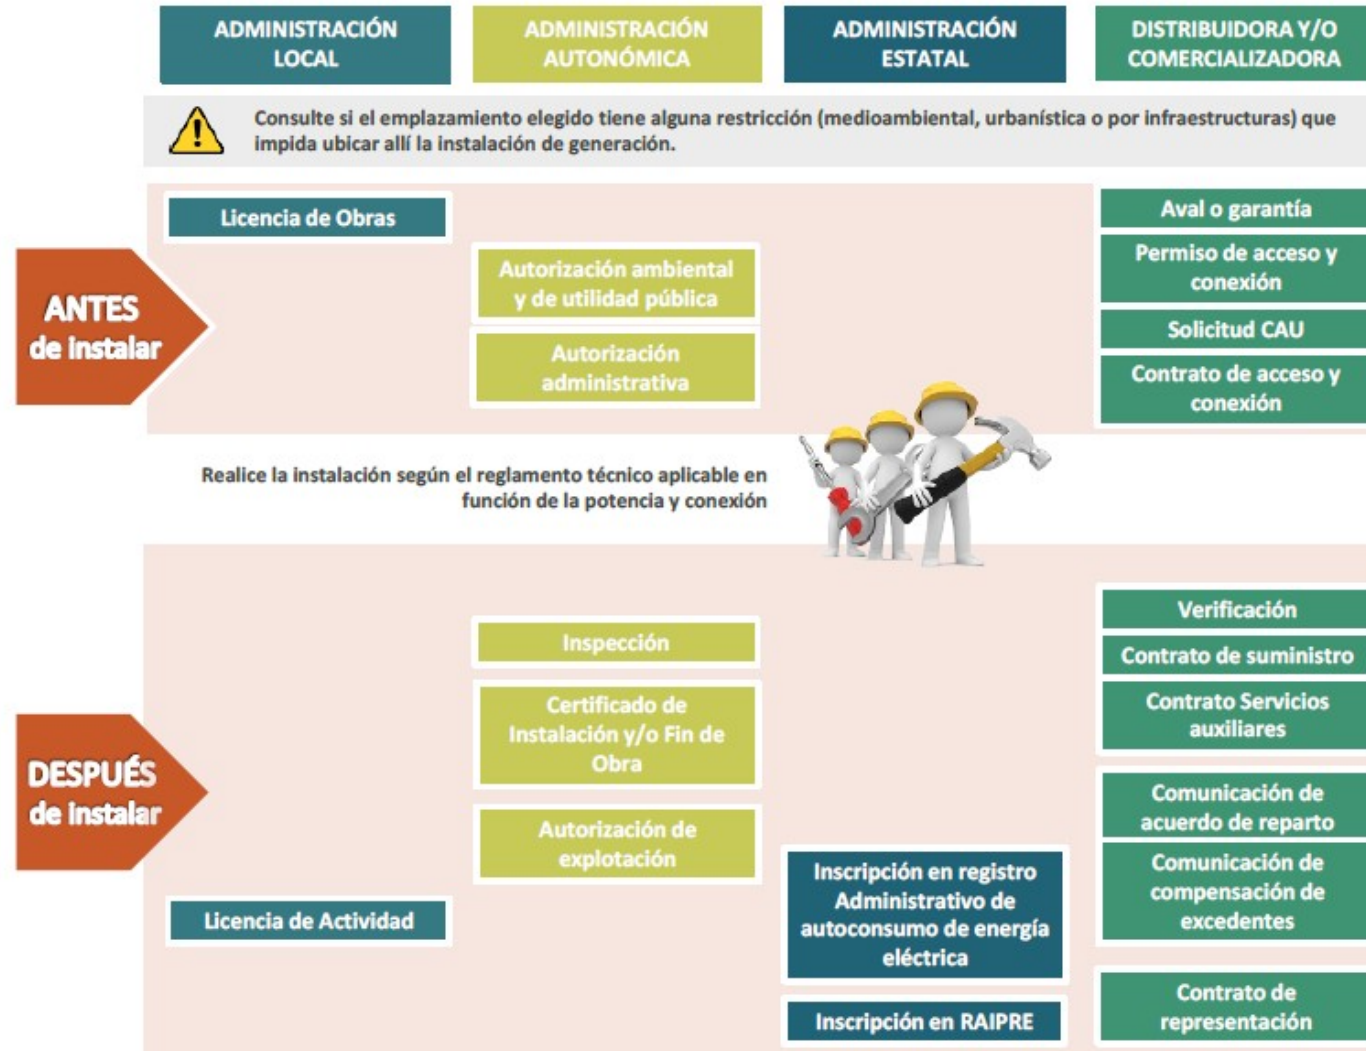 ADMINISTRACIÓN
LOCAL
ADMINISTRACIÓN
AUTONÓMICA
ADMINISTRACIÓN
ESTATAL
DISTRIBUIDORA Y/O
COMERCIALIZADORA
Consulte si el emplazamiento elegido tiene alguna restricción (medioambiental, urbanística o por infraestructuras) que
impida ubicar allí la instalación de generación.
ANTES
de instalar
Licencia de Obras
Autorización ambiental
y de utilidad pública
Autorización
administrativa
Aval o garantía
Permiso de acceso y
conexión
Solicitud CAU
Contrato de acceso y
conexión
Realice la instalación según el reglamento técnico aplicable en
función de la potencia y conexión
DESPUÉS
de instalar
Licencia de Actividad
Inspección
Certificado de
Instalación y/o Fin de
Obra
Autorización de
explotación
Inscripción en registro
Administrativo de
autoconsumo de energía
eléctrica
Inscripción en RAIPRE
Verificación
Contrato de suministro
Contrato Servicios
auxiliares
Comunicación de
acuerdo de reparto
Comunicación de
compensación de
excedentes
Contrato de
representación